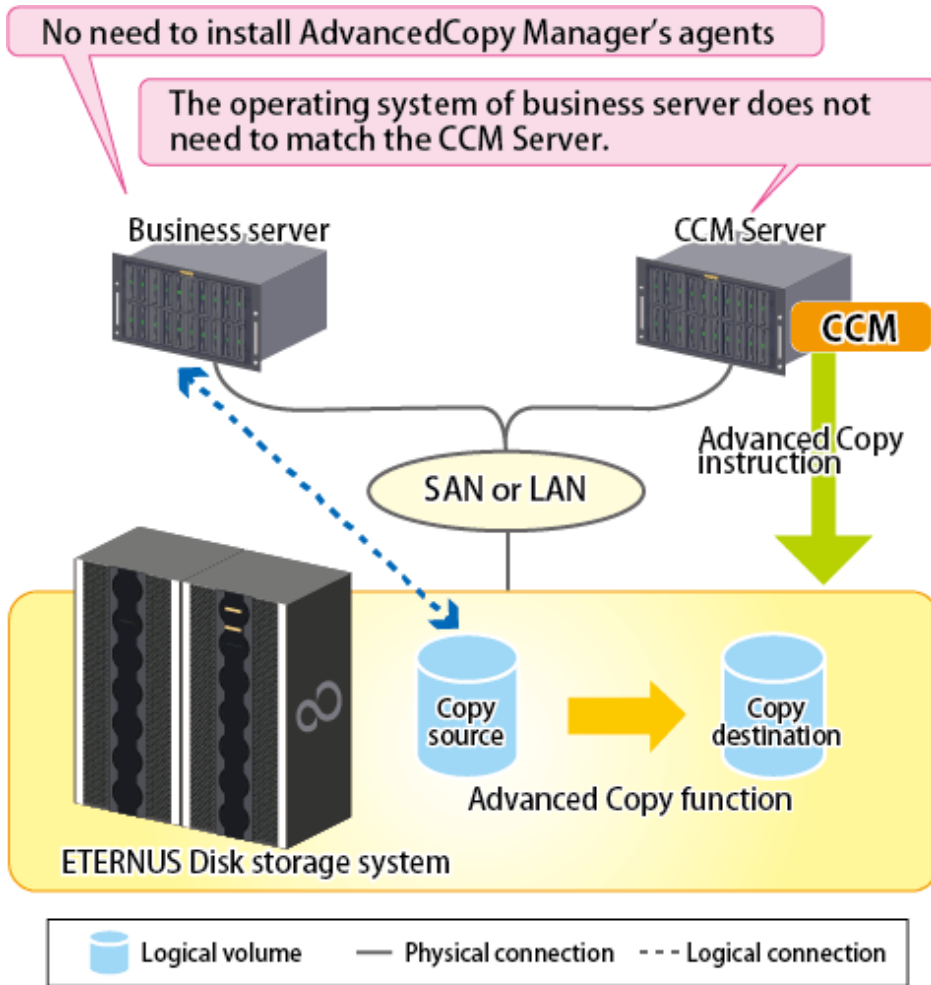 No need to install AdvancedCopy Manager's agents
The operating system of business server does not
need to match the CCM Server.
Business server
CCM Server
CCM
Advanced Copy
instruction
SAN or LAN
Copy
source
Copy
destination
Advanced Copy function
ETERNUS Disk storage system
Logical volume
Physical connection
Logical connection